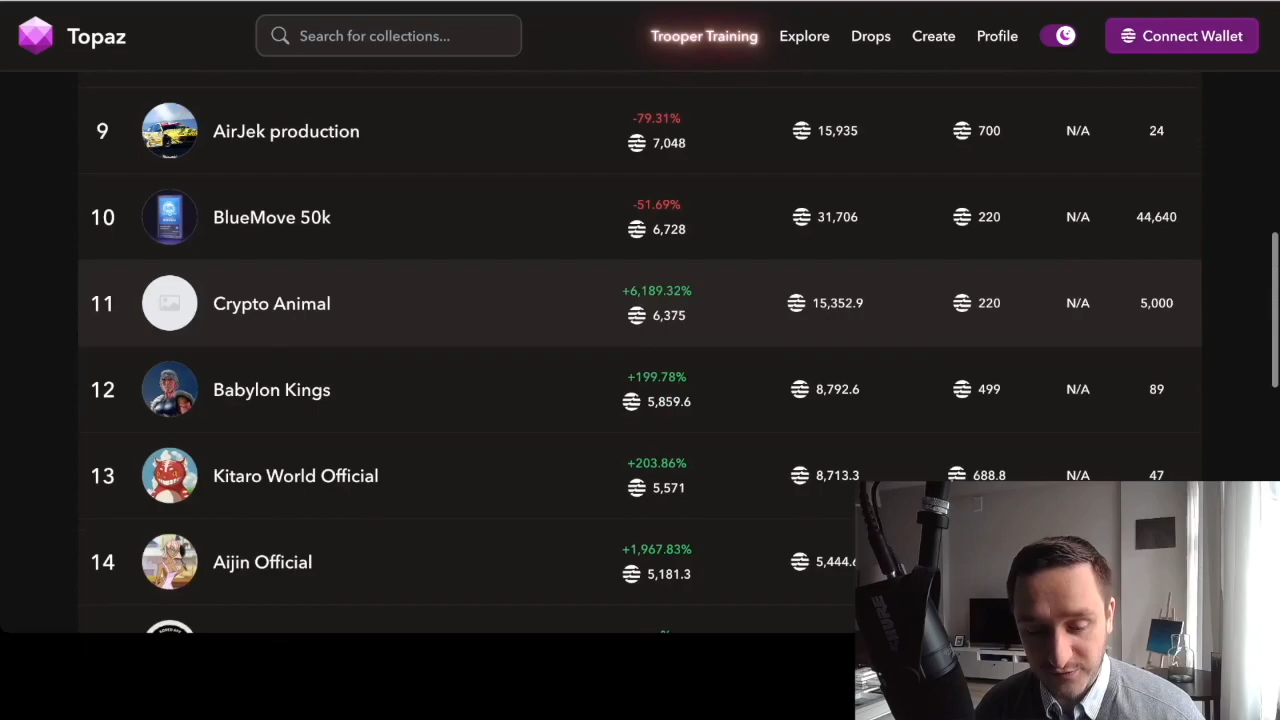 Topaz
Search for collections...
Trooper Training
Explore
Drops
Create
Profile
Connect Wallet
9
AirJek production
-79.31%
7,048
15,935
700
N/A
24
10
BlueMove 50k
-51.69%
6,728
31,706
220
N/A
44,640
11
Crypto Animal
+6,189.32%
6,375
15,352.9
220
N/A
5,000
12
Babylon Kings
+199.78%
5,859.6
8,792.6
499
N/A
89
13
Kitaro World Official
+203.86%
5,571
8,713.3
688.8
N/A
47
14
Aijin Official
+1,967.83%
5,181.3
5,444.6
SHURE